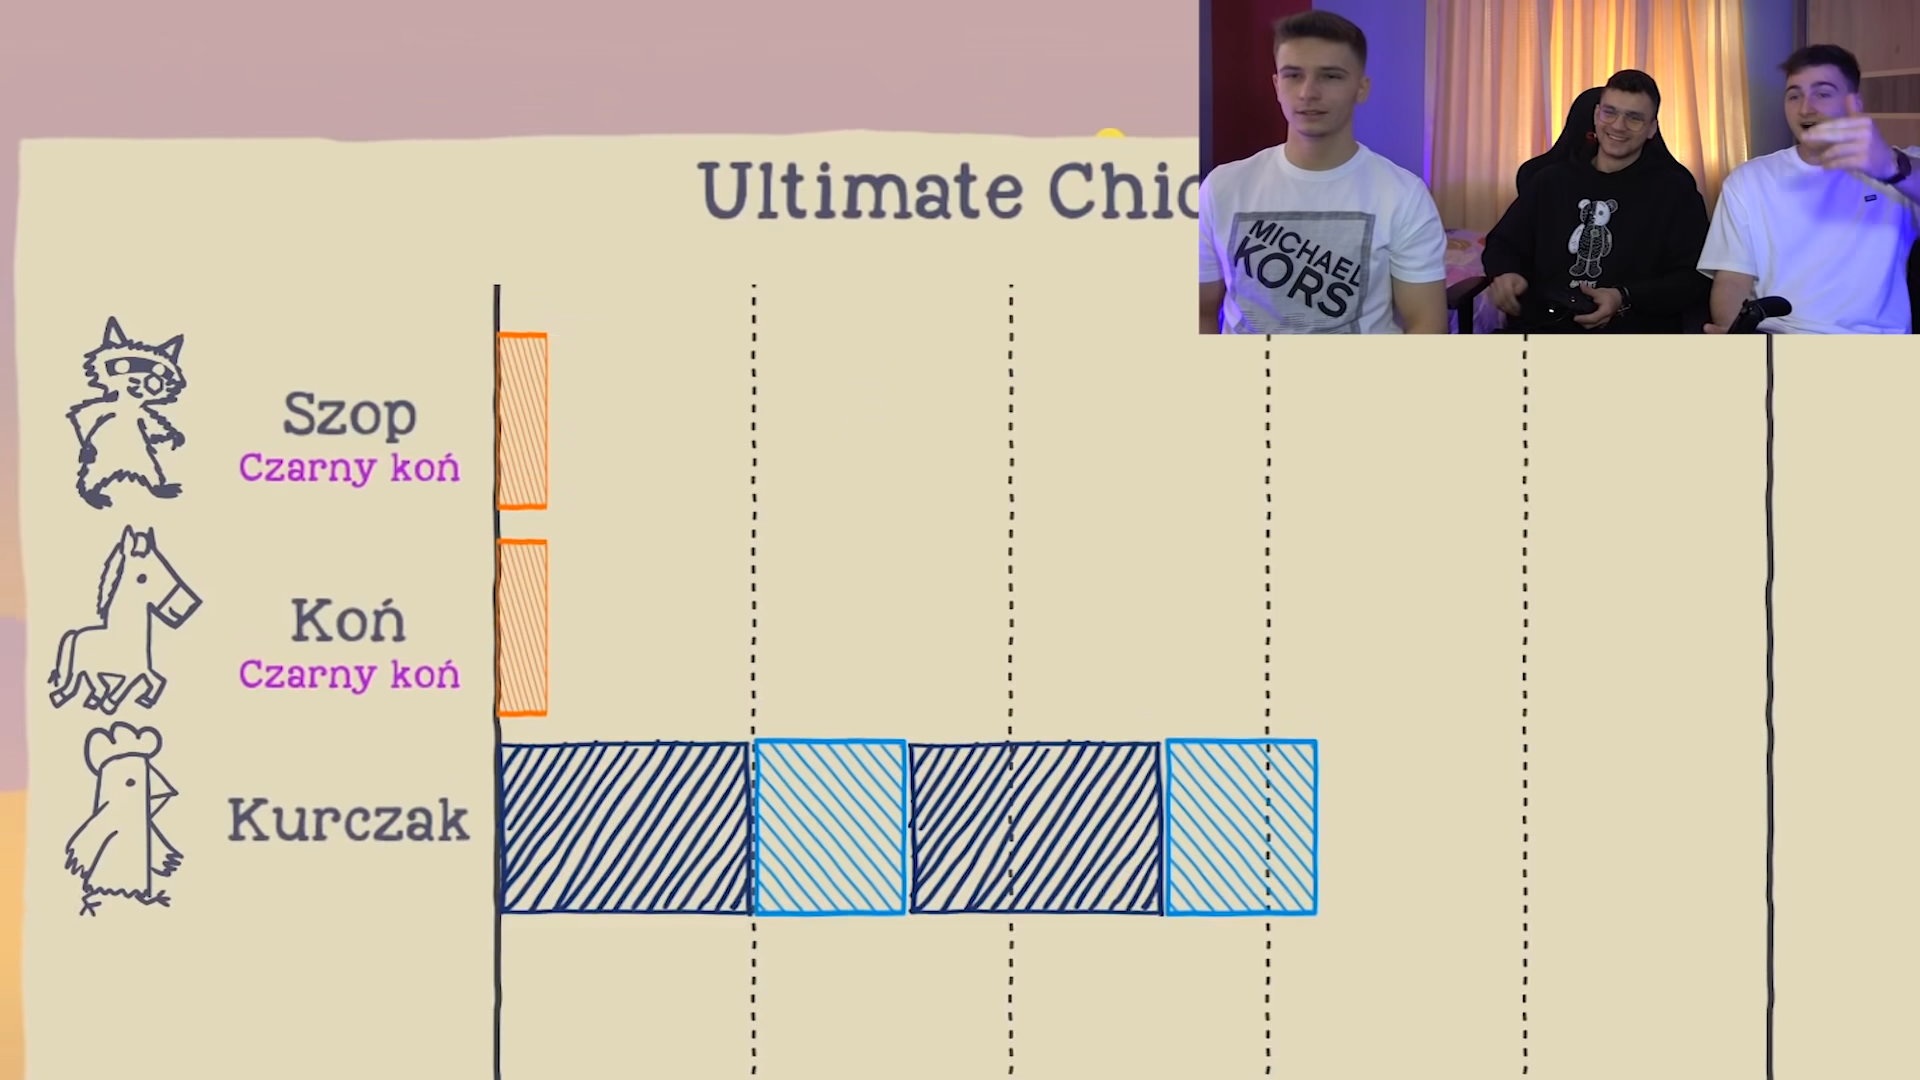 Ultimate Chic
MICHAEL
KORS
Szop
Czarny koń
Koń
Czarny koń
Kurczak